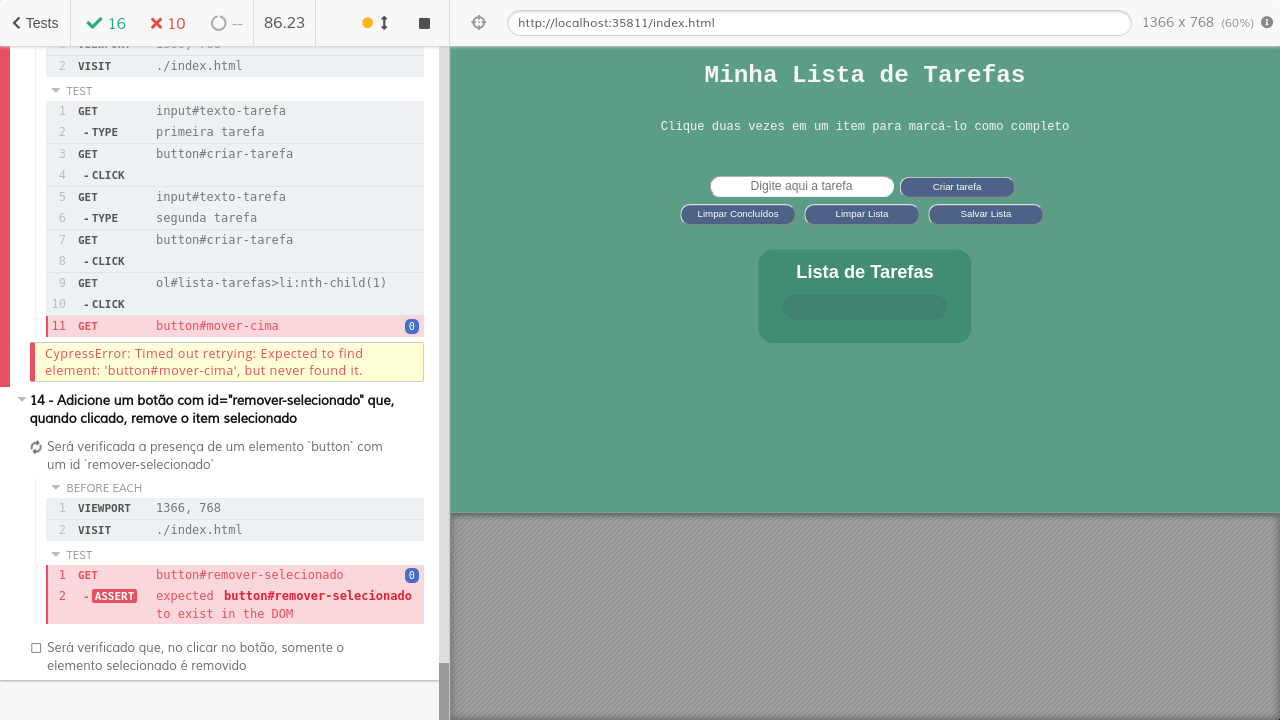 Tests
16
10
--
86.23
http://localhost:35811/index.html
1366 x 768 (60%)
1 VIEWPORT 1366, 768
2 VISIT ./index.html
TEST
1 GET input#texto-tarefa
2 - TYPE primeira tarefa
3 GET button#criar-tarefa
4 - CLICK
5 GET input#texto-tarefa
6 - TYPE segunda tarefa
7 GET button#criar-tarefa
8 - CLICK
9 GET ol#lista-tarefas>li:nth-child(1)
10 - CLICK
11 GET button#mover-cima 0
CypressError: Timed out retrying: Expected to find
element: 'button#mover-cima', but never found it.
14 - Adicione um botão com id="remover-selecionado" que,
quando clicado, remove o item selecionado
Será verificada a presença de um elemento `button` com
um id `remover-selecionado`
BEFORE EACH
1 VIEWPORT 1366, 768
2 VISIT ./index.html
TEST
1 GET button#remover-selecionado 0
2 - ASSERT expected button#remover-selecionado
to exist in the DOM
Será verificado que, no clicar no botão, somente o
elemento selecionado é removido
Minha Lista de Tarefas
Clique duas vezes em um item para marcá-lo como completo
Digite aqui a tarefa
Criar tarefa
Limpar Concluídos
Limpar Lista
Salvar Lista
Lista de Tarefas